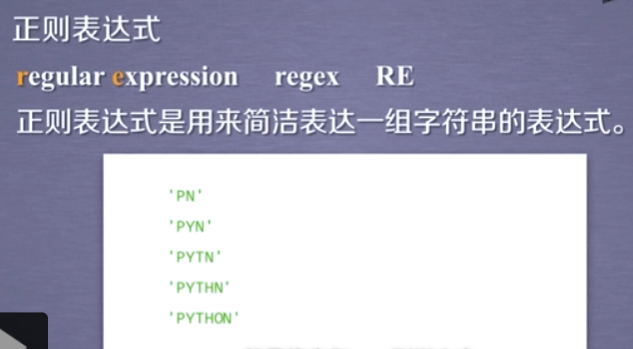 正则表达式
regular expression regex RE
正则表达式是用来简洁表达一组字符串的表达式。
'PN'
'PYN'
'PYTN'
'PYTHN'
'PYTHON'